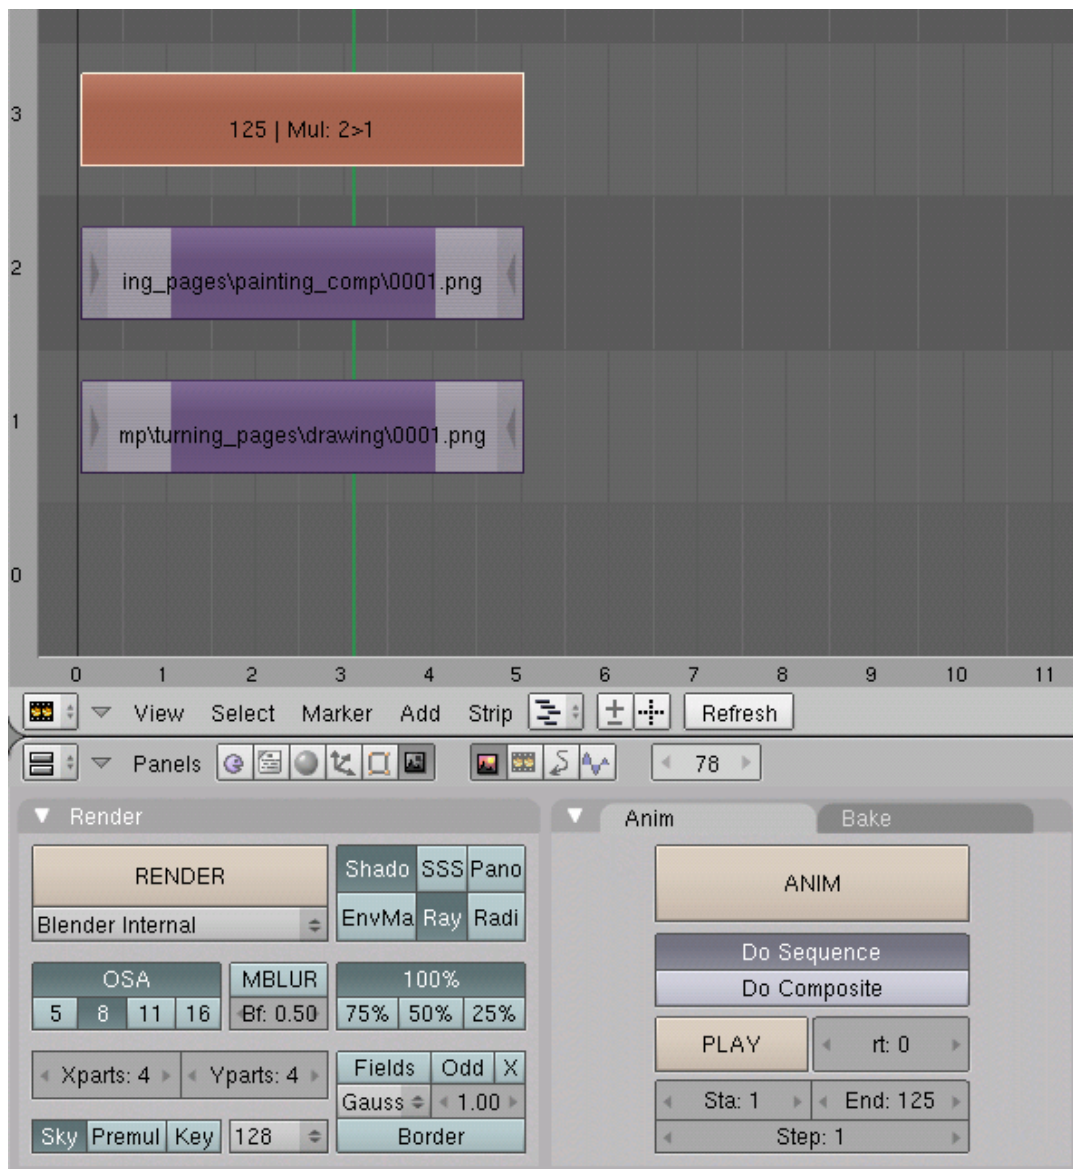 3
125 | Mul: 2>1
2
ing_pages\painting_comp\0001.png
1
mp\turning_pages\drawing\0001.png
0
0 1 2 3 4 5 6 7 8 9 10 11
View Select Marker Add Strip Refresh
Panels 78
Render Anim Bake
RENDER Shado SSS Pano ANIM
Blender Internal EnvMa Ray Radi
Do Sequence
OSA MBLUR 100% Do Composite
5 8 11 16 Bf: 0.50 75% 50% 25%
PLAY rt: 0
Xparts: 4 Yparts: 4 Fields Odd X
Gauss 1.00 Sta: 1 End: 125
Sky Premul Key 128 Border Step: 1